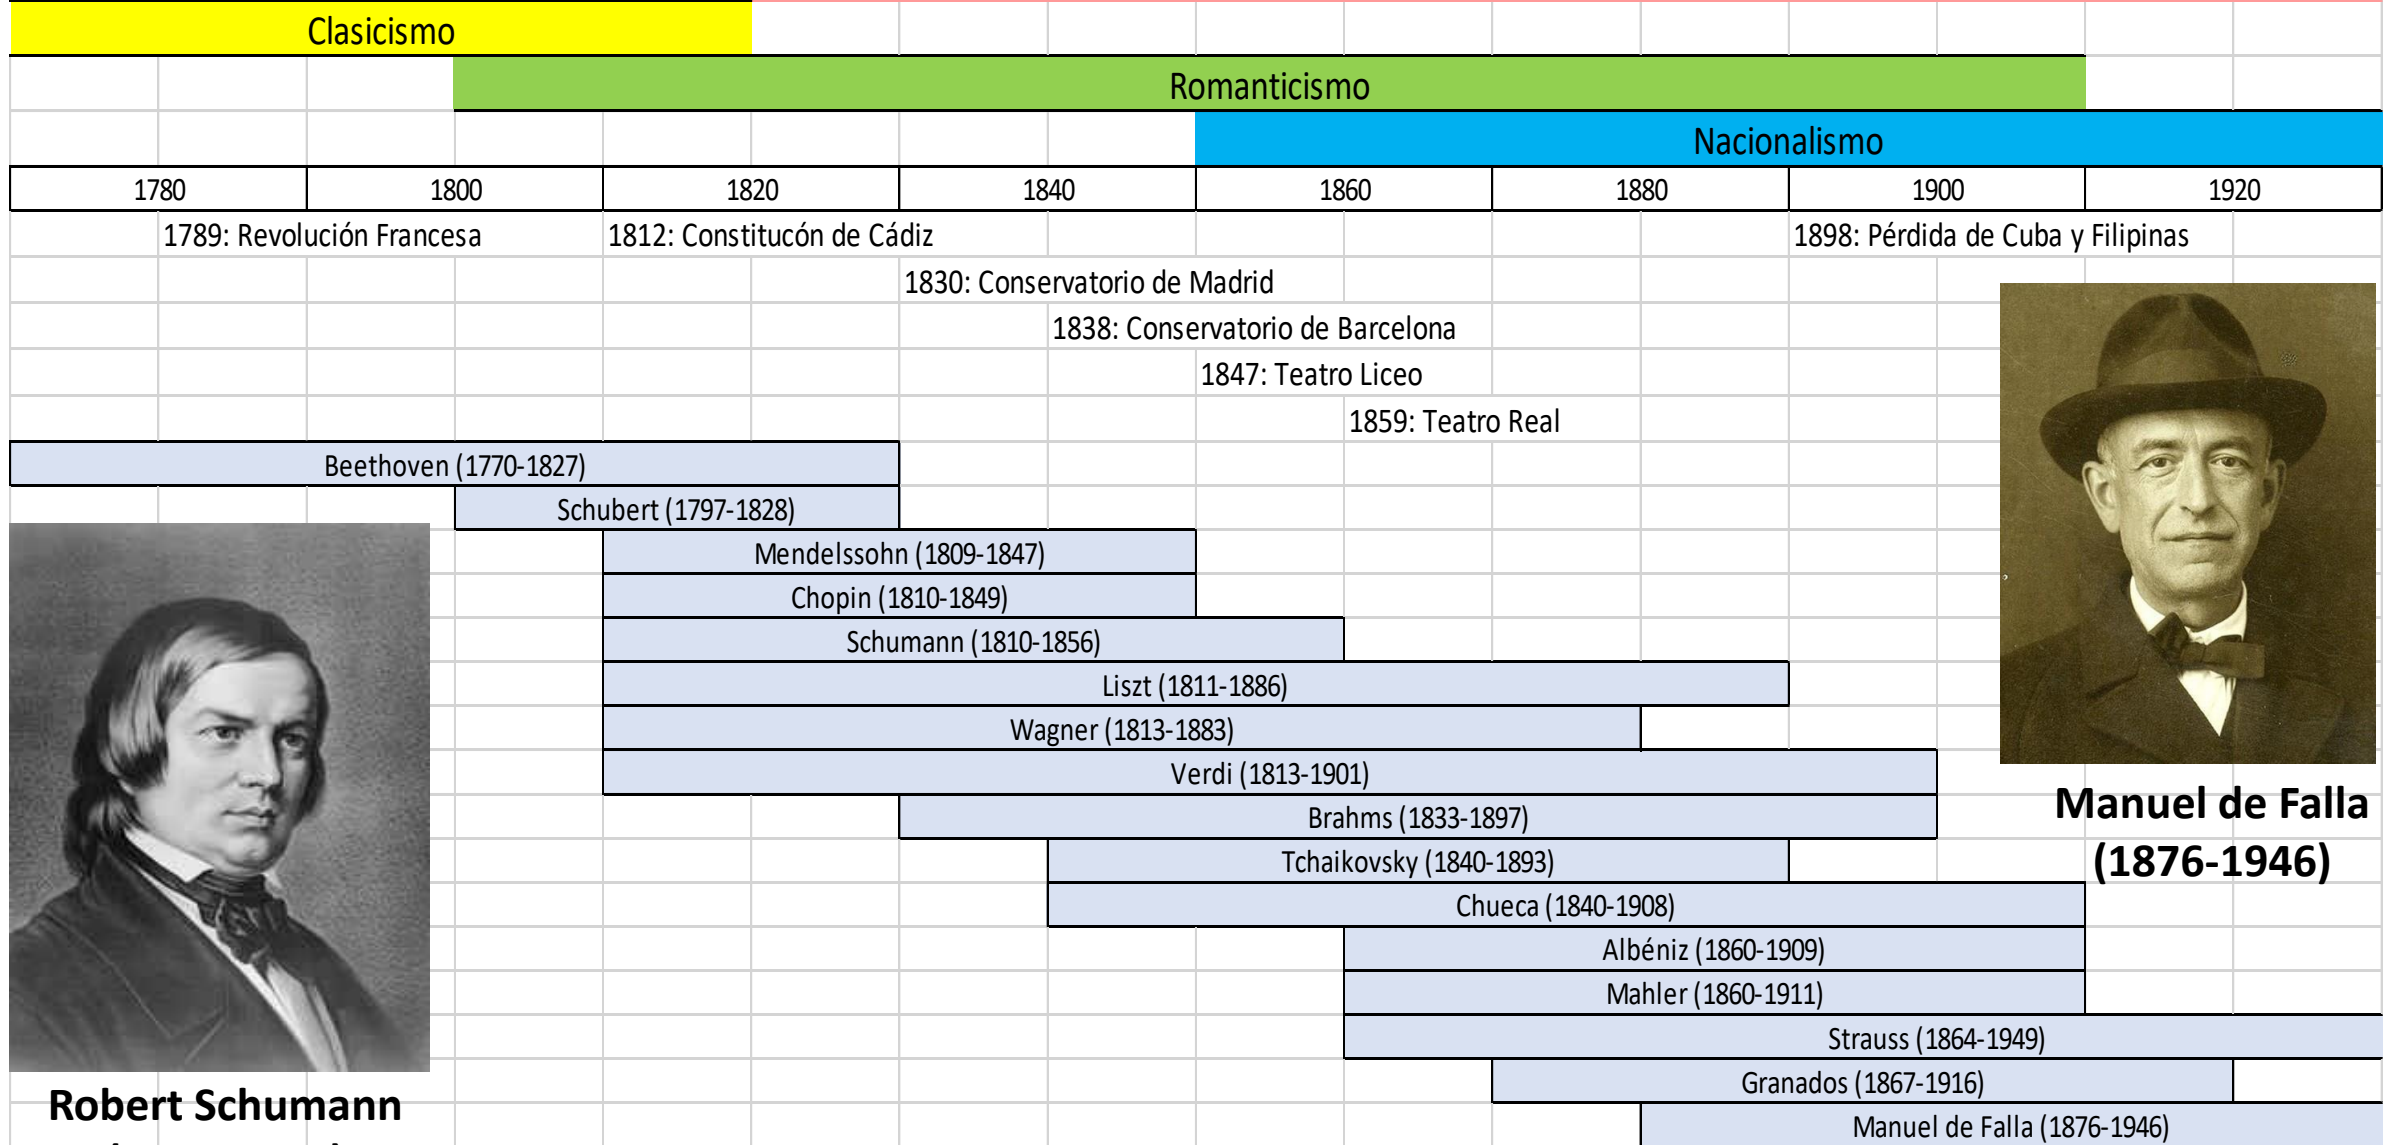 Clasicismo
Romanticismo
Nacionalismo
1780 1800 1820 1840 1860 1880 1900 1920
1789: Revolución Francesa 1812: Constitucón de Cádiz 1898: Pérdida de Cuba y Filipinas
1830: Conservatorio de Madrid
1838: Conservatorio de Barcelona
1847: Teatro Liceo
1859: Teatro Real
Beethoven (1770-1827)
Schubert (1797-1828)
Mendelssohn (1809-1847)
Chopin (1810-1849)
Schumann (1810-1856)
Liszt (1811-1886)
Wagner (1813-1883)
Verdi (1813-1901)
Brahms (1833-1897)
Manuel de Falla
(1876-1946)
Tchaikovsky (1840-1893)
Chueca (1840-1908)
Albéniz (1860-1909)
Mahler (1860-1911)
Strauss (1864-1949)
Granados (1867-1916)
Robert Schumann
Manuel de Falla (1876-1946)